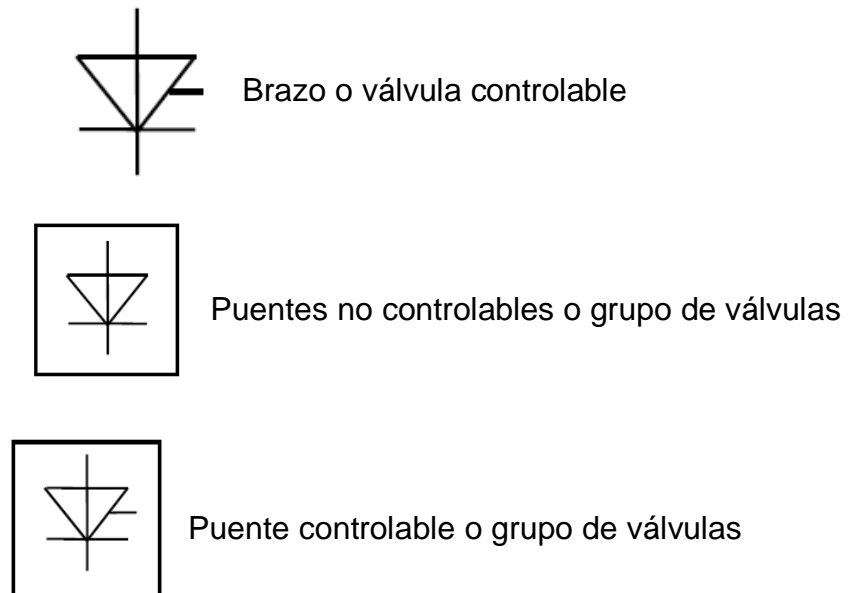 Brazo o válvula controlable
Puentes no controlables o grupo de válvulas
Puente controlable o grupo de válvulas